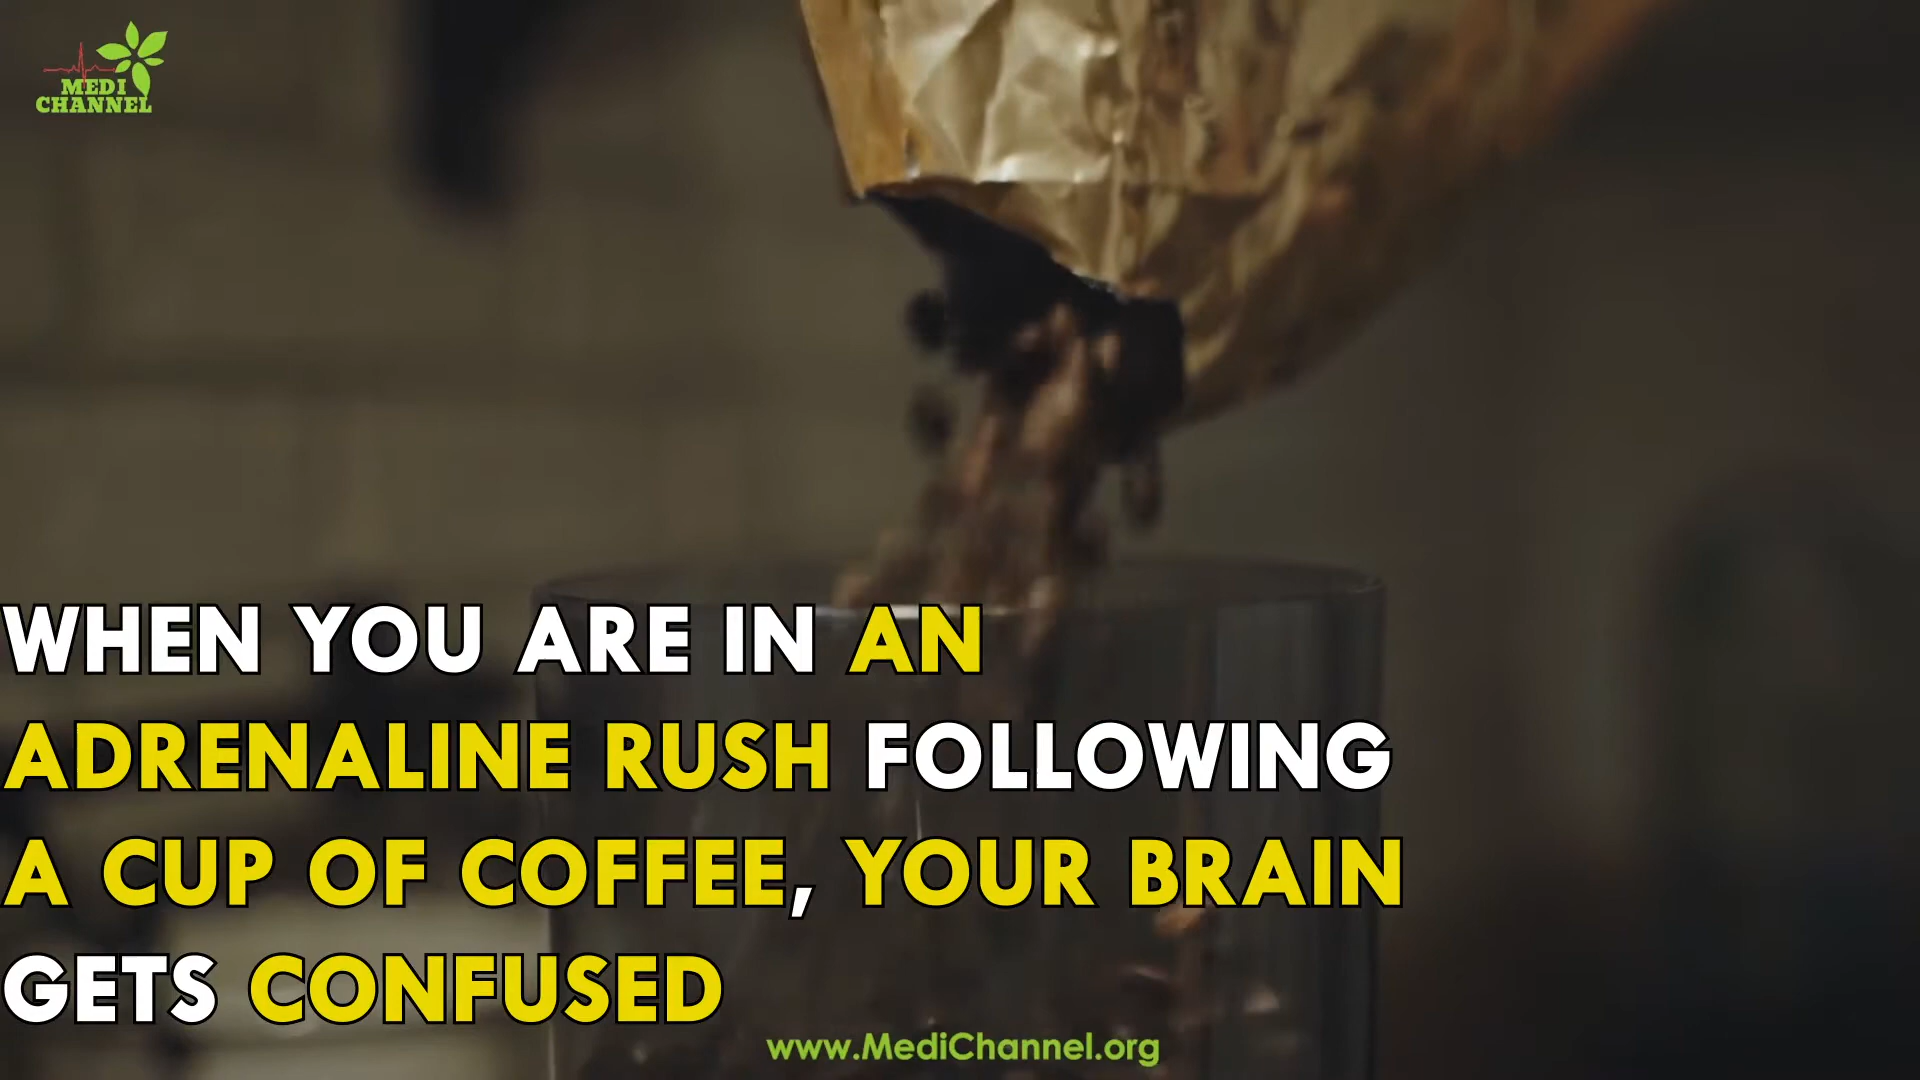 MEDI
CHANNEL
WHEN YOU ARE IN AN
ADRENALINE RUSH FOLLOWING
A CUP OF COFFEE, YOUR BRAIN
GETS CONFUSED
www.MediChannel.org